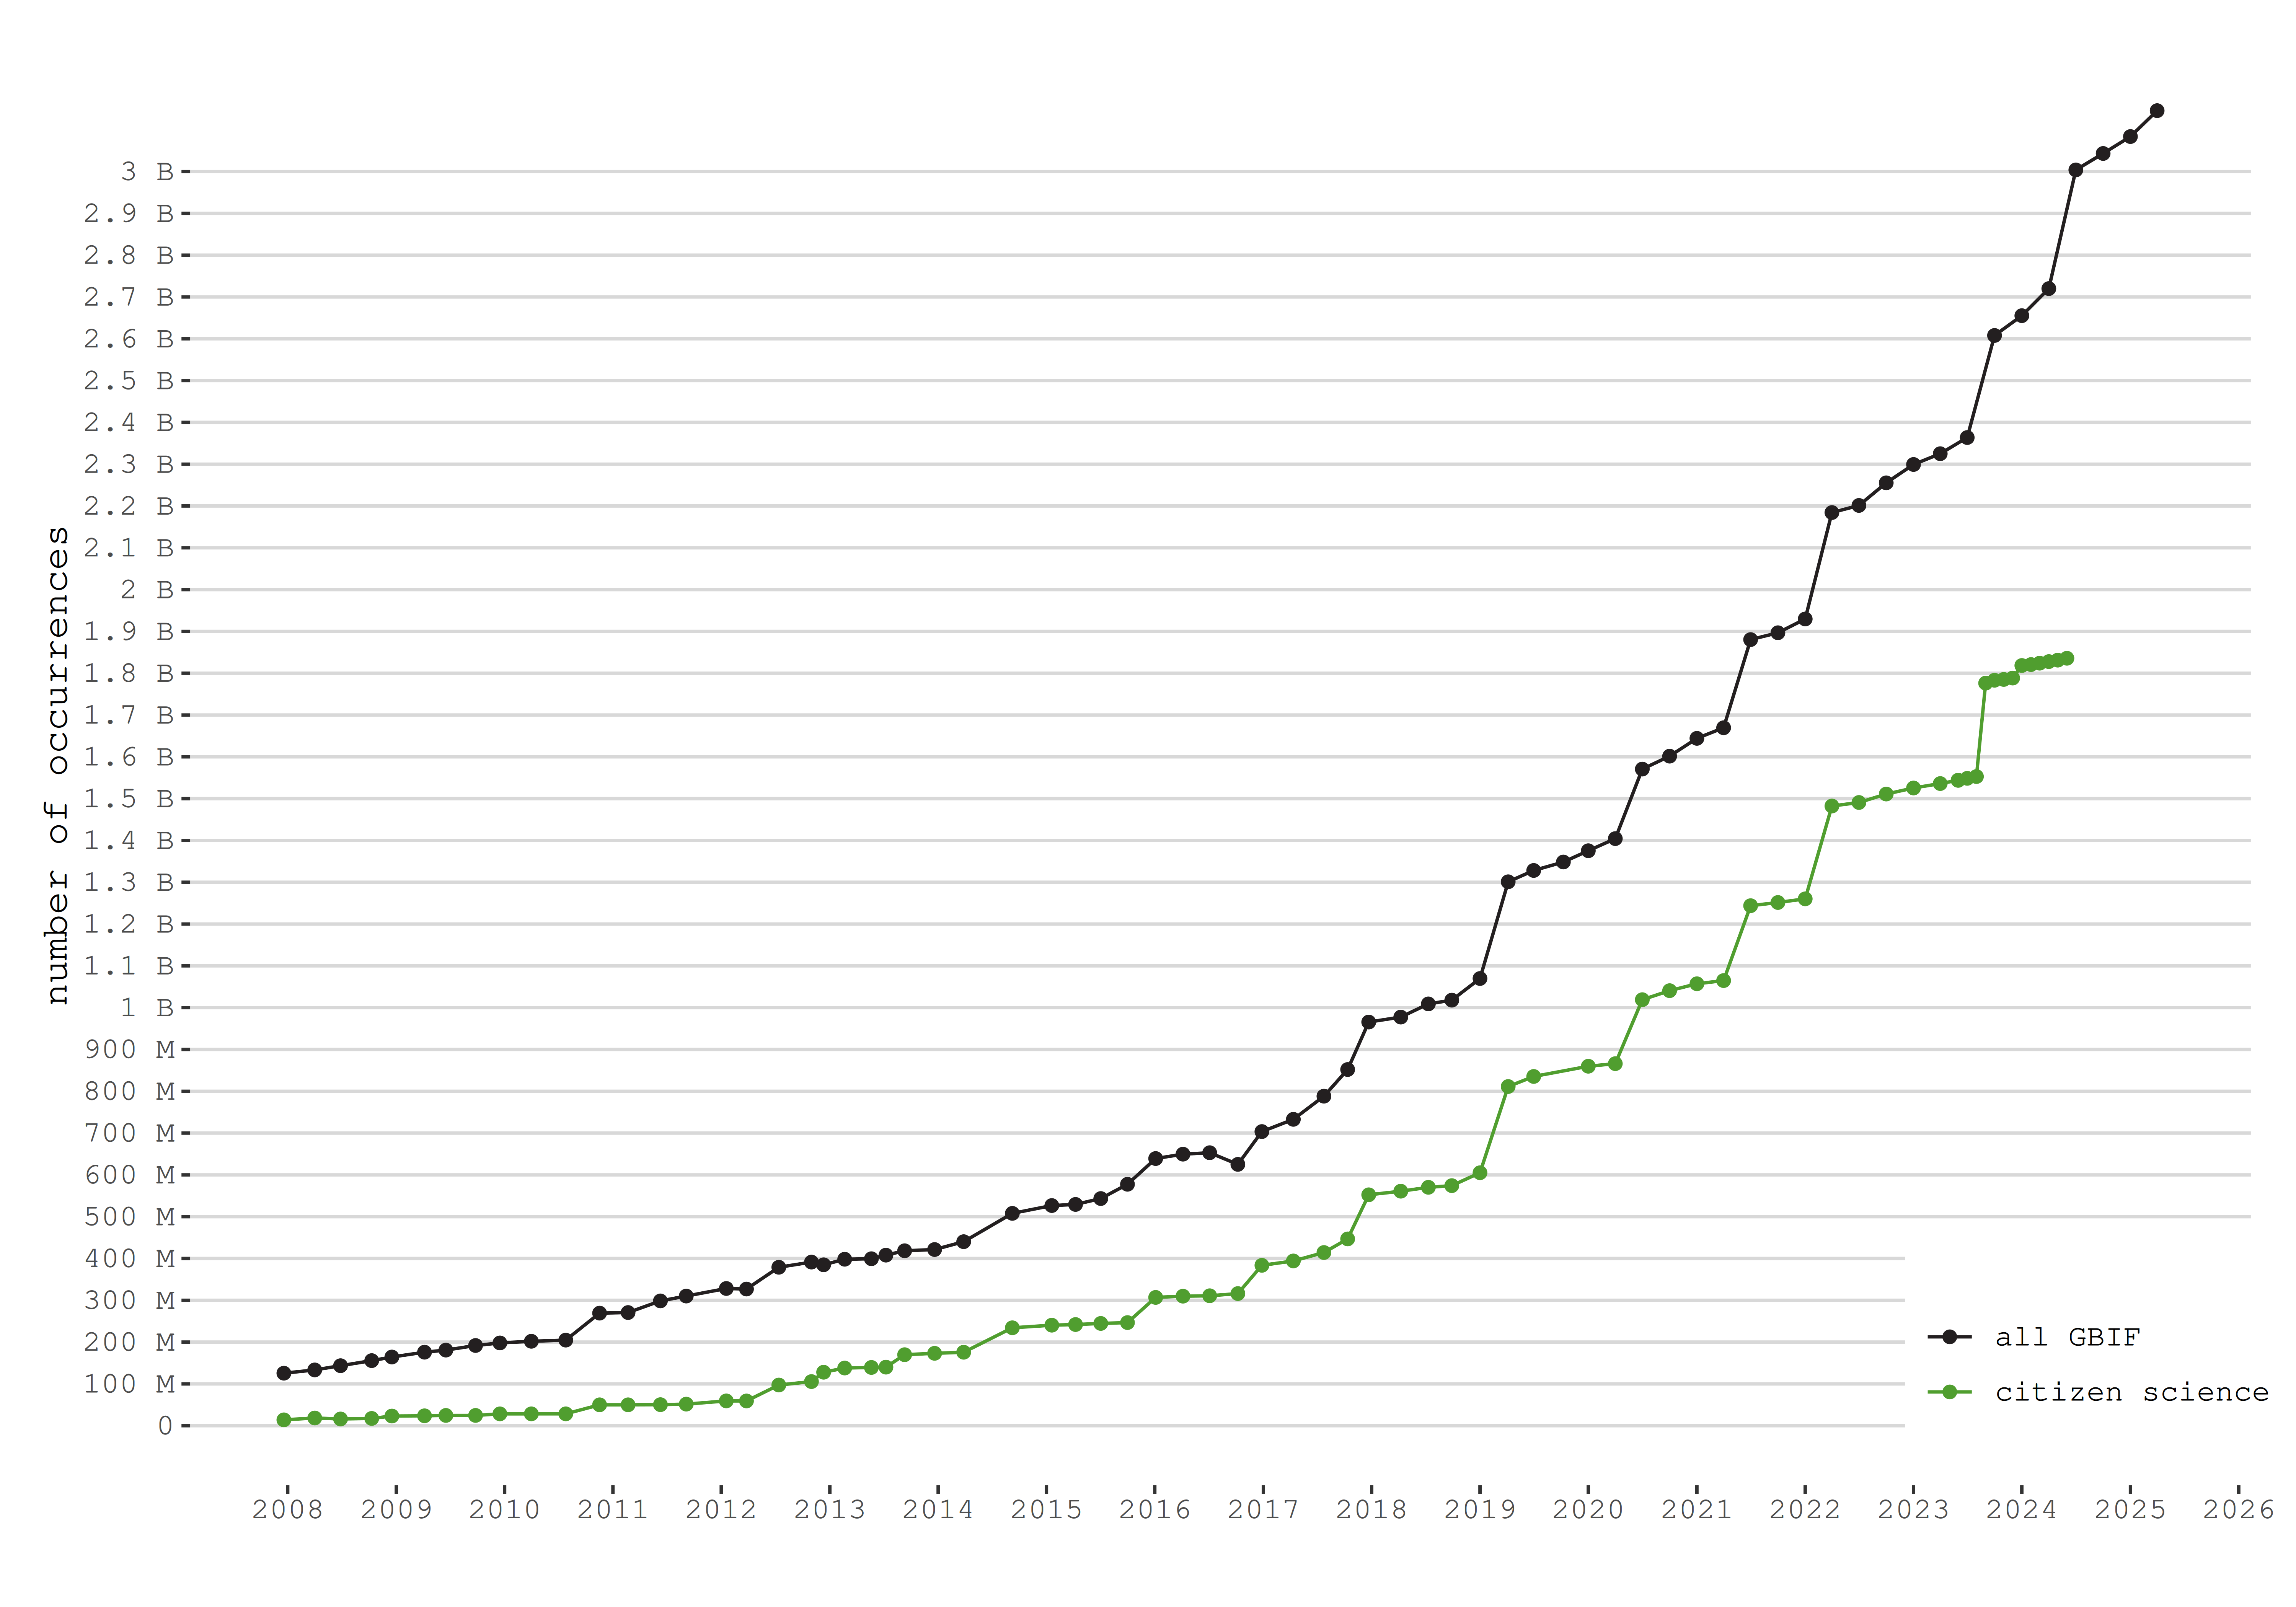 3 B
2.9 B
2.8 B
2.7 B
2.6 B
2.5 B
2.4 B
2.3 B
2.2 B
2.1 B
2 B
1.9 B
1.8 B
1.7 B
1.6 B
1.5 B
1.4 B
1.3 B
1.2 B
1.1 B
1 B
900 M
800 M
700 M
600 M
500 M
400 M
300 M
200 M
100 M
0
number of occurrences
all GBIF
citizen science
2008 2009 2010 2011 2012 2013 2014 2015 2016 2017 2018 2019 2020 2021 2022 2023 2024 2025 2026